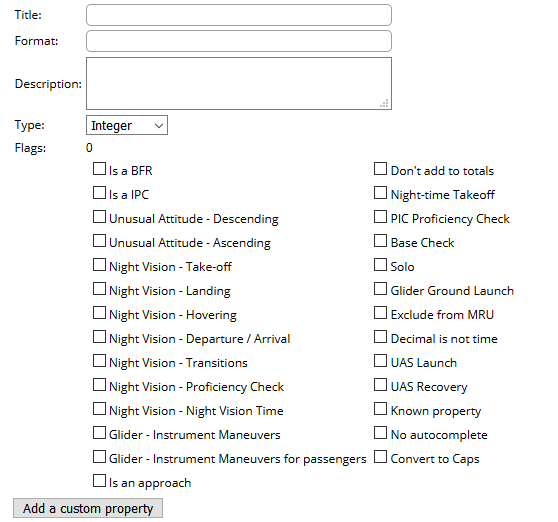 Title:
Format:
Description:
Type: Integer
Flags: 0
Is a BFR Don't add to totals
Is a IPC Night-time Takeoff
Unusual Attitude - Descending PIC Proficiency Check
Unusual Attitude - Ascending Base Check
Night Vision - Take-off Solo
Night Vision - Landing Glider Ground Launch
Night Vision - Hovering Exclude from MRU
Night Vision - Departure / Arrival Decimal is not time
Night Vision - Transitions UAS Launch
Night Vision - Proficiency Check UAS Recovery
Night Vision - Night Vision Time Known property
Glider - Instrument Maneuvers No autocomplete
Glider - Instrument Maneuvers for passengers Convert to Caps
Is an approach
Add a custom property